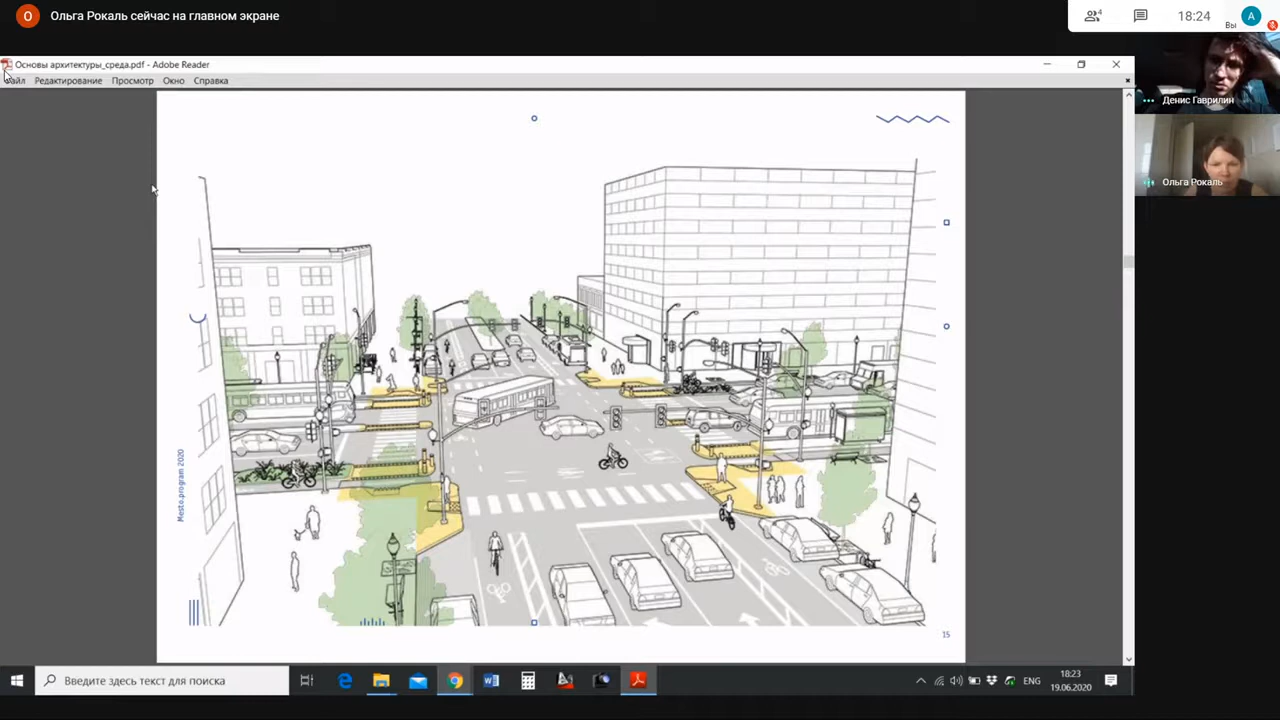 О
Ольга Рокаль сейчас на главном экране
4
18:24
А
Вы
Основы архитектуры_среда.pdf - Adobe Reader
Файл Редактирование Просмотр Окно Справка
Денис Гаврилин
Ольга Рокаль
Mesto.program 2020
15
Введите здесь текст для поиска
ENG
18:23
19.06.2020